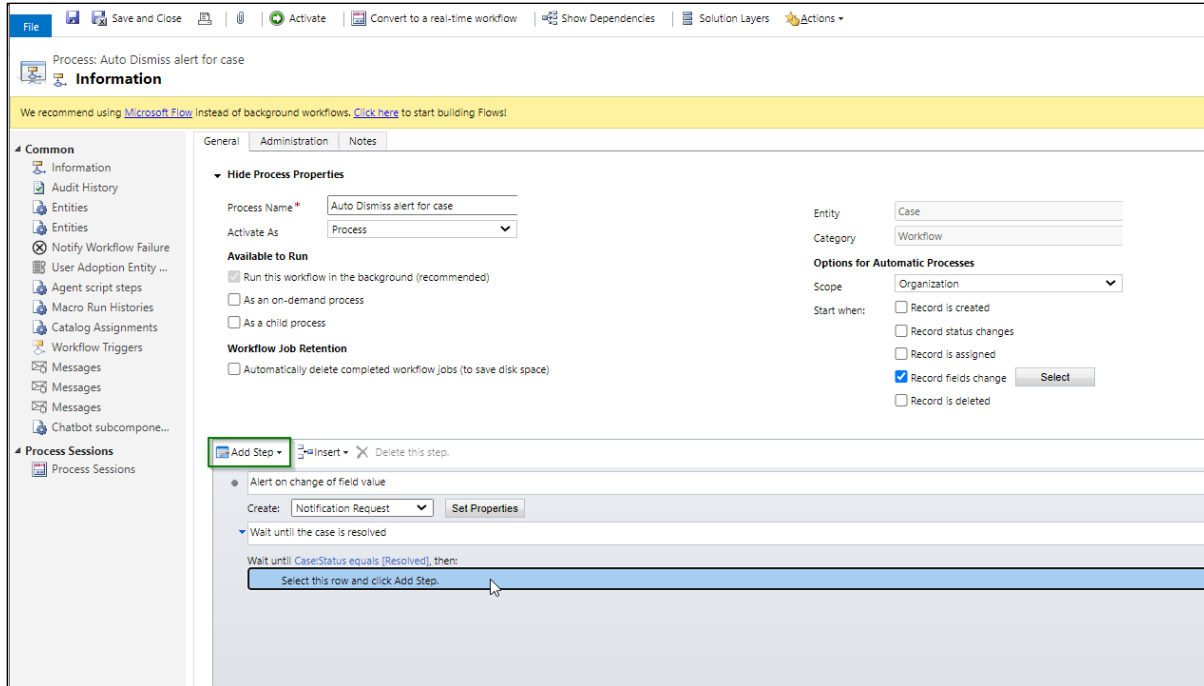 File
Save and Close
Activate
Convert to a real-time workflow
Show Dependencies
Solution Layers
Actions
Process: Auto Dismiss alert for case
Information
We recommend using Microsoft Flow instead of background workflows. Click here to start building Flows!
Common
Information
Audit History
Entities
Entities
Notify Workflow Failure
User Adoption Entity ...
Agent script steps
Macro Run Histories
Catalog Assignments
Workflow Triggers
Messages
Messages
Messages
Chatbot subcompone...
Process Sessions
Process Sessions
General Administration Notes
Hide Process Properties
Process Name* Auto Dismiss alert for case
Activate As Process
Available to Run
Run this workflow in the background (recommended)
As an on-demand process
As a child process
Workflow Job Retention
Automatically delete completed workflow jobs (to save disk space)
Entity Case
Category Workflow
Options for Automatic Processes
Scope Organization
Start when: Record is created
Record status changes
Record is assigned
Record fields change Select
Record is deleted
Add Step Insert Delete this step.
Alert on change of field value
Create: Notification Request Set Properties
Wait until the case is resolved
Wait until Case:Status equals [Resolved], then:
Select this row and click Add Step.